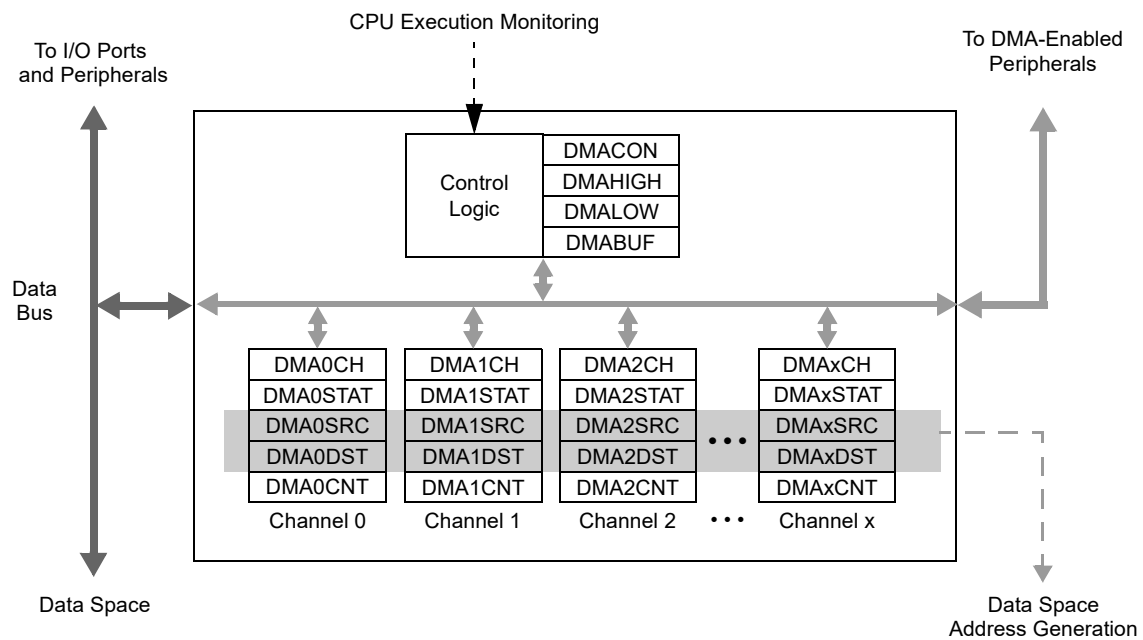 CPU Execution Monitoring
To I/O Ports
and Peripherals
To DMA-Enabled
Peripherals
Control
Logic
DMACON
DMAHIGH
DMALOW
DMABUF
Data
Bus
DMA0CH
DMA0STAT
DMA0SRC
DMA0DST
DMA0CNT
Channel 0
DMA1CH
DMA1STAT
DMA1SRC
DMA1DST
DMA1CNT
Channel 1
DMA2CH
DMA2STAT
DMA2SRC
DMA2DST
DMA2CNT
Channel 2
• • •
• • •
DMAxCH
DMAxSTAT
DMAxSRC
DMAxDST
DMAxCNT
Channel x
Data Space
Data Space
Address Generation